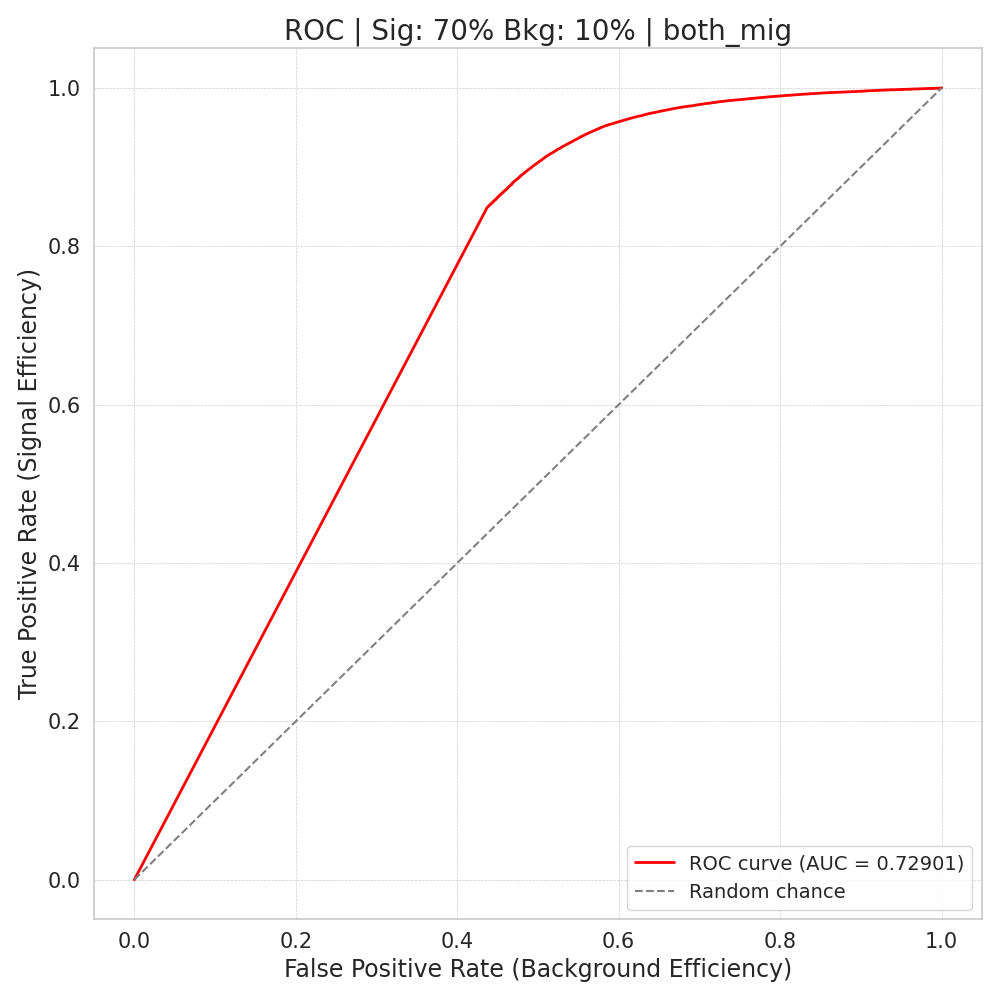 ROC | Sig: 70% Bkg: 10% | both_mig
True Positive Rate (Signal Efficiency)
1.0
0.8
0.6
0.4
0.2
0.0
ROC curve (AUC = 0.72901)
Random chance
0.0 0.2 0.4 0.6 0.8 1.0
False Positive Rate (Background Efficiency)